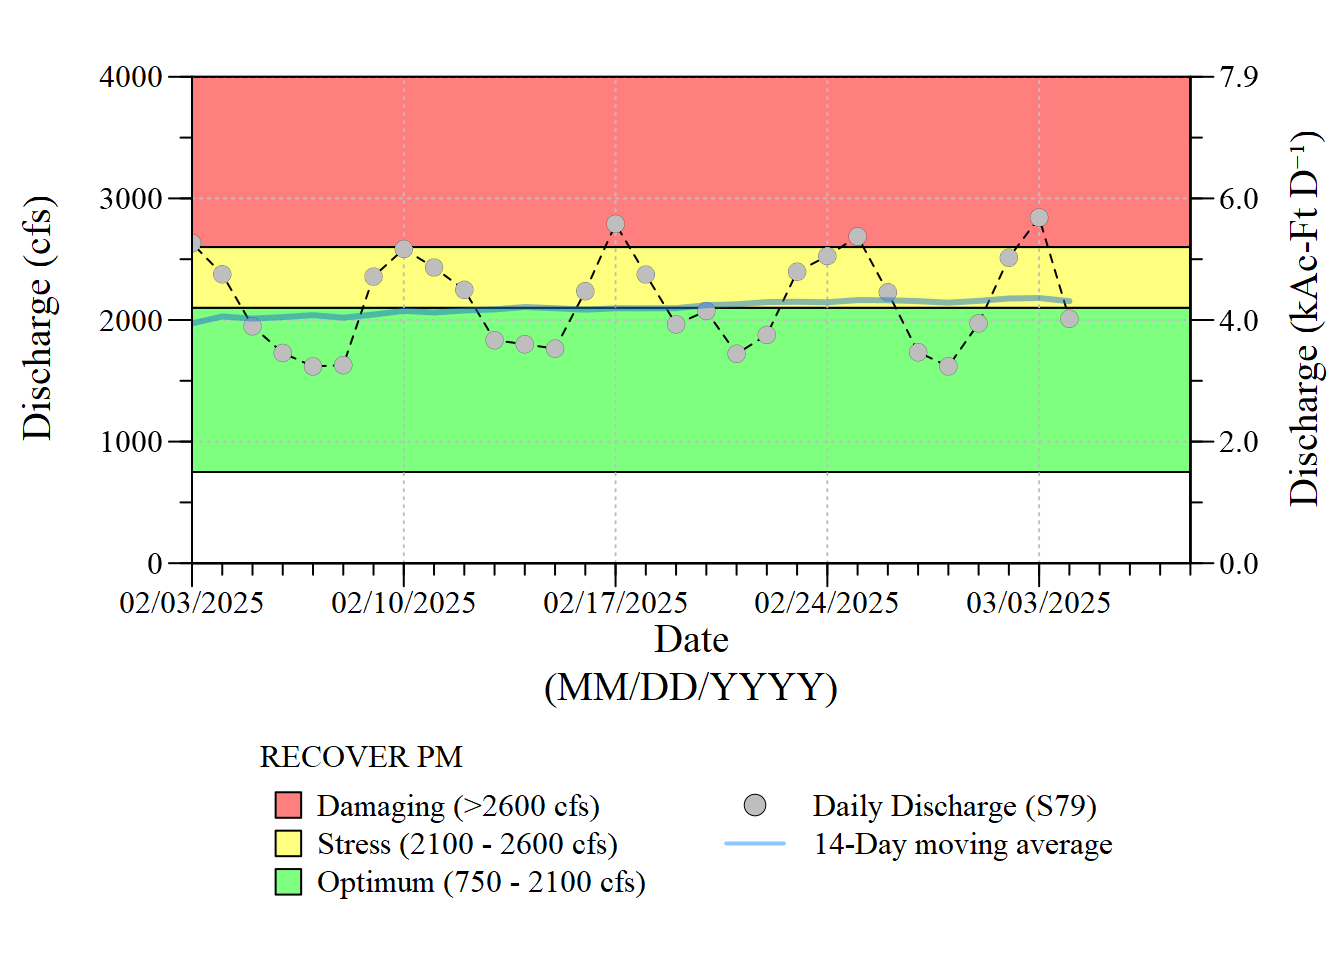 4000
3000
2000
1000
0
Discharge (cfs)
7.9
6.0
4.0
2.0
0.0
Discharge (kAc-Ft D⁻¹)
02/03/2025
02/10/2025
02/17/2025
02/24/2025
03/03/2025
Date
(MM/DD/YYYY)
RECOVER PM
Damaging (>2600 cfs)
Stress (2100 - 2600 cfs)
Optimum (750 - 2100 cfs)
Daily Discharge (S79)
14-Day moving average